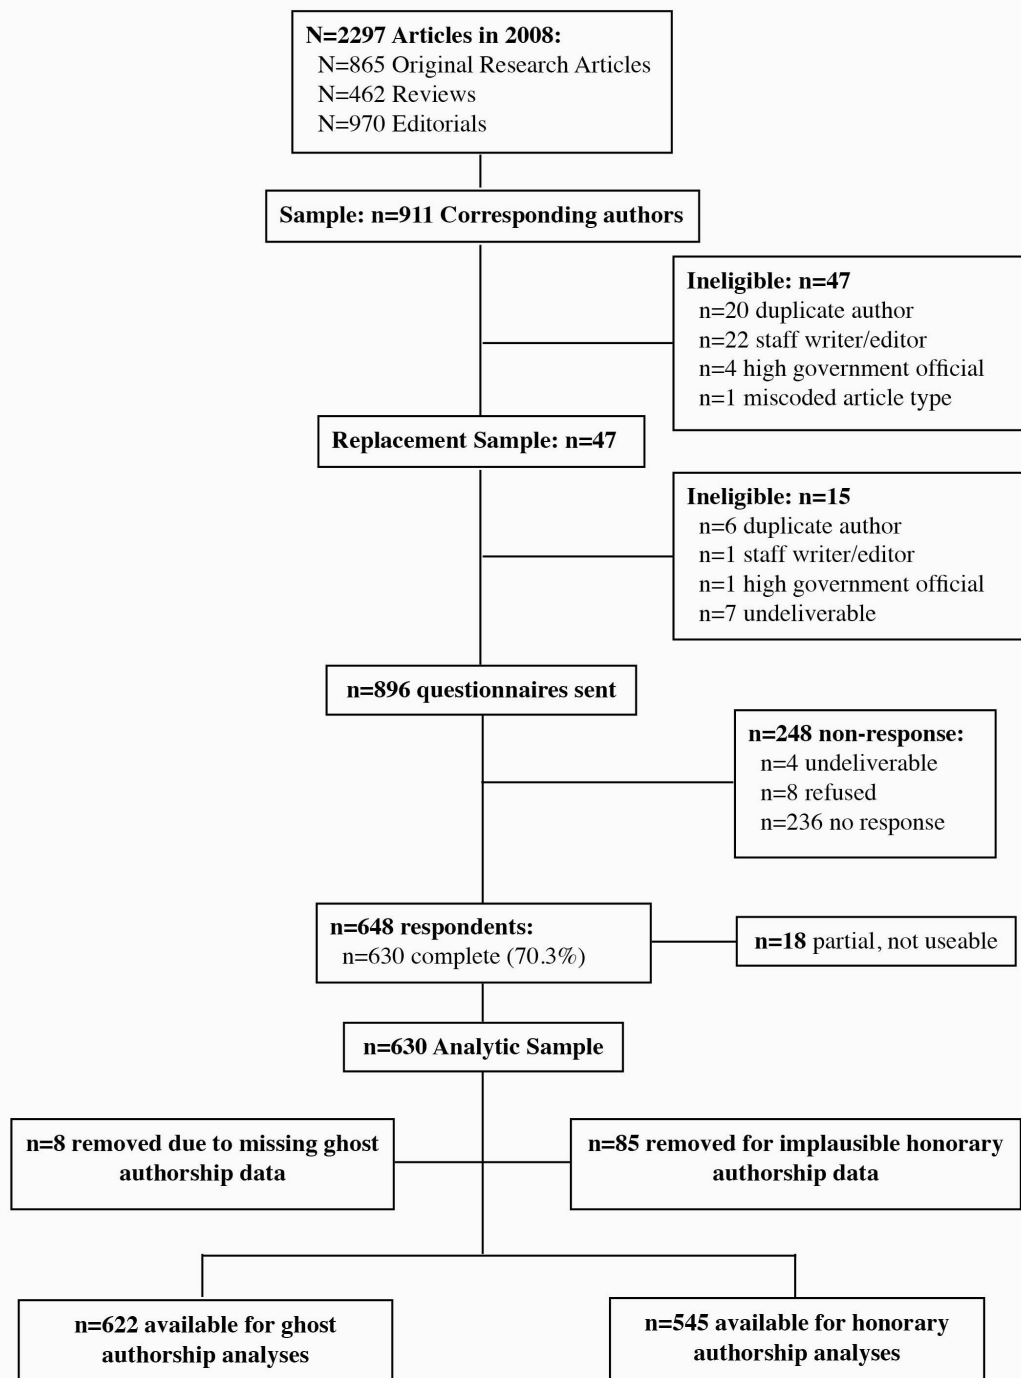 N=2297 Articles in 2008:
N=865 Original Research Articles
N=462 Reviews
N=970 Editorials
Sample: n=911 Corresponding authors
Ineligible: n=47
n=20 duplicate author
n=22 staff writer/editor
n=4 high government official
n=1 miscoded article type
Replacement Sample: n=47
Ineligible: n=15
n=6 duplicate author
n=1 staff writer/editor
n=1 high government official
n=7 undeliverable
n=896 questionnaires sent
n=248 non-response:
n=4 undeliverable
n=8 refused
n=236 no response
n=648 respondents:
n=630 complete (70.3%)
n=18 partial, not useable
n=630 Analytic Sample
n=8 removed due to missing ghost
authorship data
n=85 removed for implausible honorary
authorship data
n=622 available for ghost
authorship analyses
n=545 available for honorary
authorship analyses